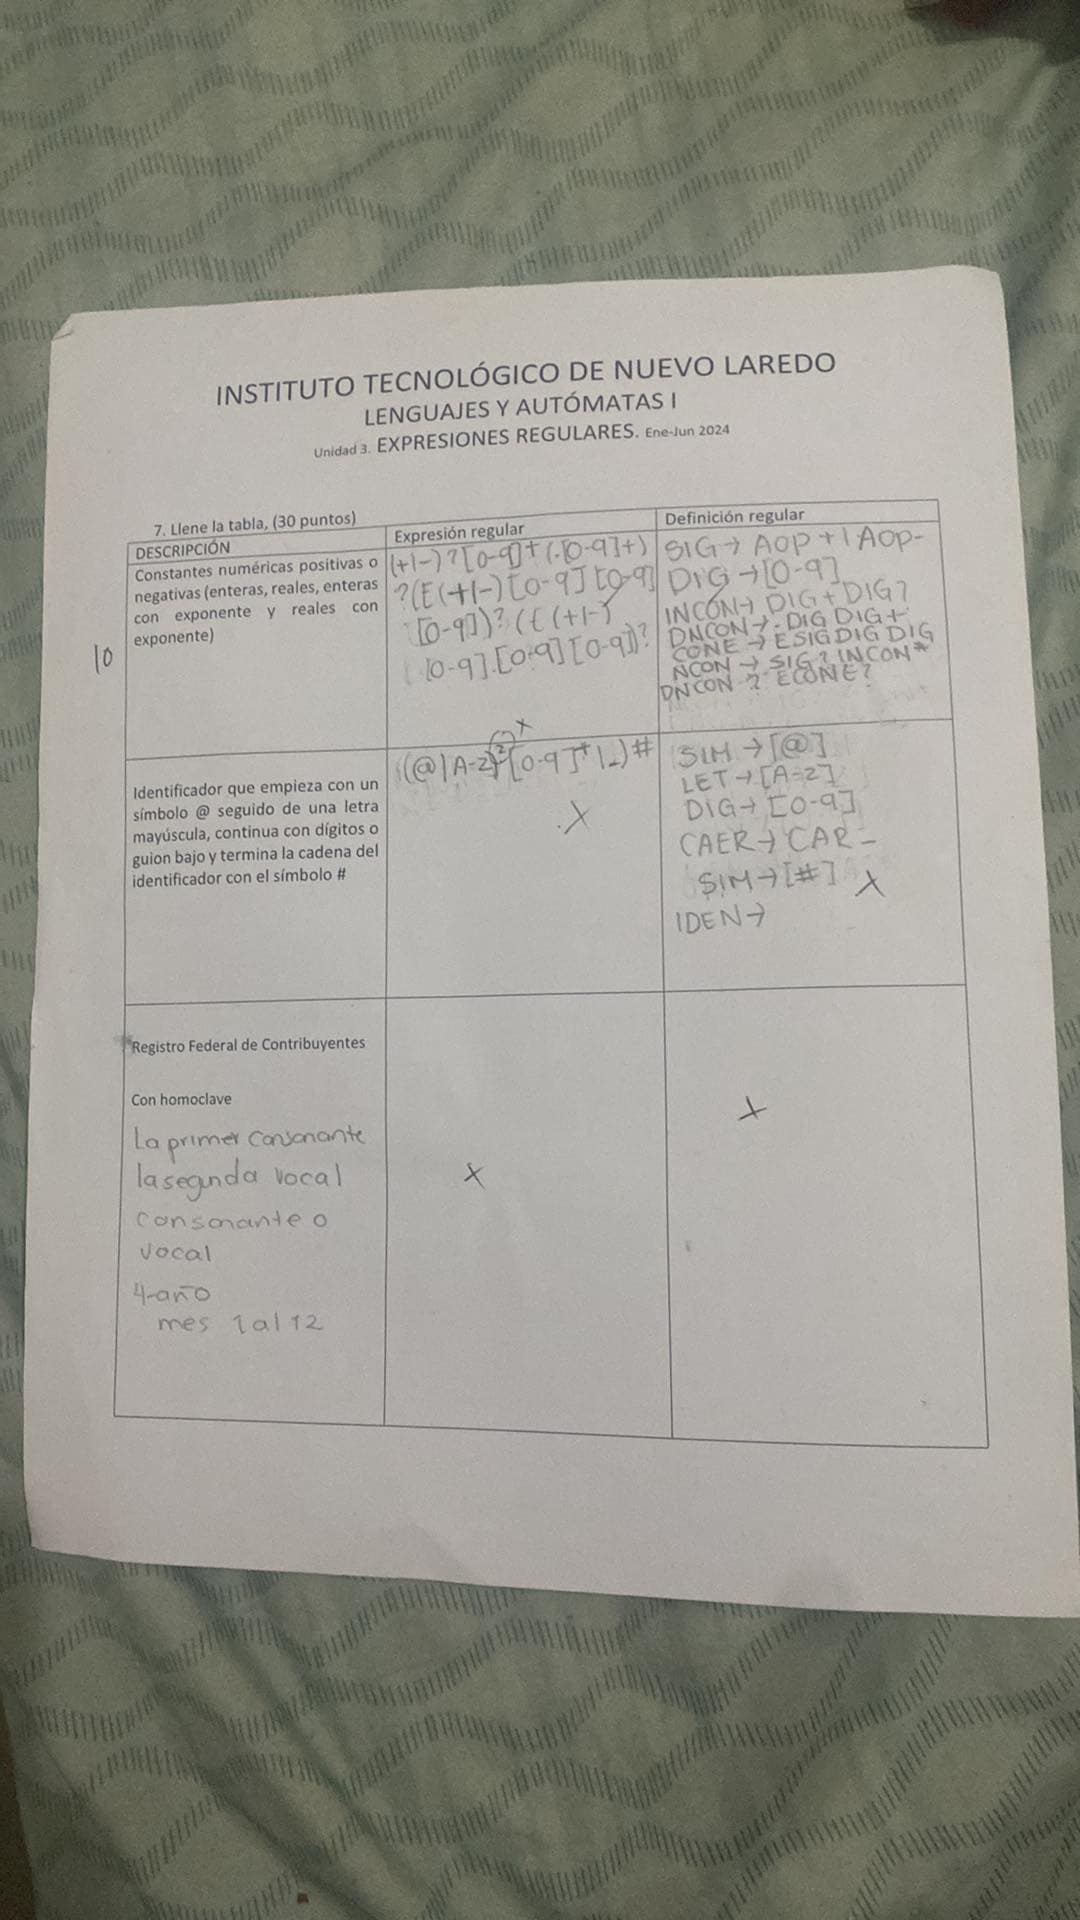 INSTITUTO TECNOLÓGICO DE NUEVO LAREDO
LENGUAJES Y AUTÓMATAS I
Unidad 3. EXPRESIONES REGULARES. Ene-Jun 2024
7. Llene la tabla, (30 puntos)
DESCRIPCIÓN
Expresión regular
Definición regular
Constantes numéricas positivas o
negativas (enteras, reales, enteras
con exponente y reales con
exponente)
10
(+|-)?[0-9]+(.[0-9]+)
?(E(+|-)[0-9][0-9]
[0-9])?(E(+|-)
[0-9].[0-9][0-9])?
SIG→ AOP+|AOP-
DIG→[0-9]
INCON→ DIG+DIG?
DNCON→. DIG DIG+
CONE → ESIGDIG DIG
NCON → SIG? INCON*
DNCON ? ECONE?
Identificador que empieza con un
símbolo @ seguido de una letra
mayúscula, continua con dígitos o
guion bajo y termina la cadena del
identificador con el símbolo #
(@|A-Z)[0-9]+|_)#
X
SIM→[@]
LET→[A-Z]
DIG→[0-9]
CAER→CAR_
SIM→[#] X
IDEN→
Registro Federal de Contribuyentes
Con homoclave
La primer consonante
la segunda vocal
consonante o
vocal
4-año
mes 1 al 12
X
X